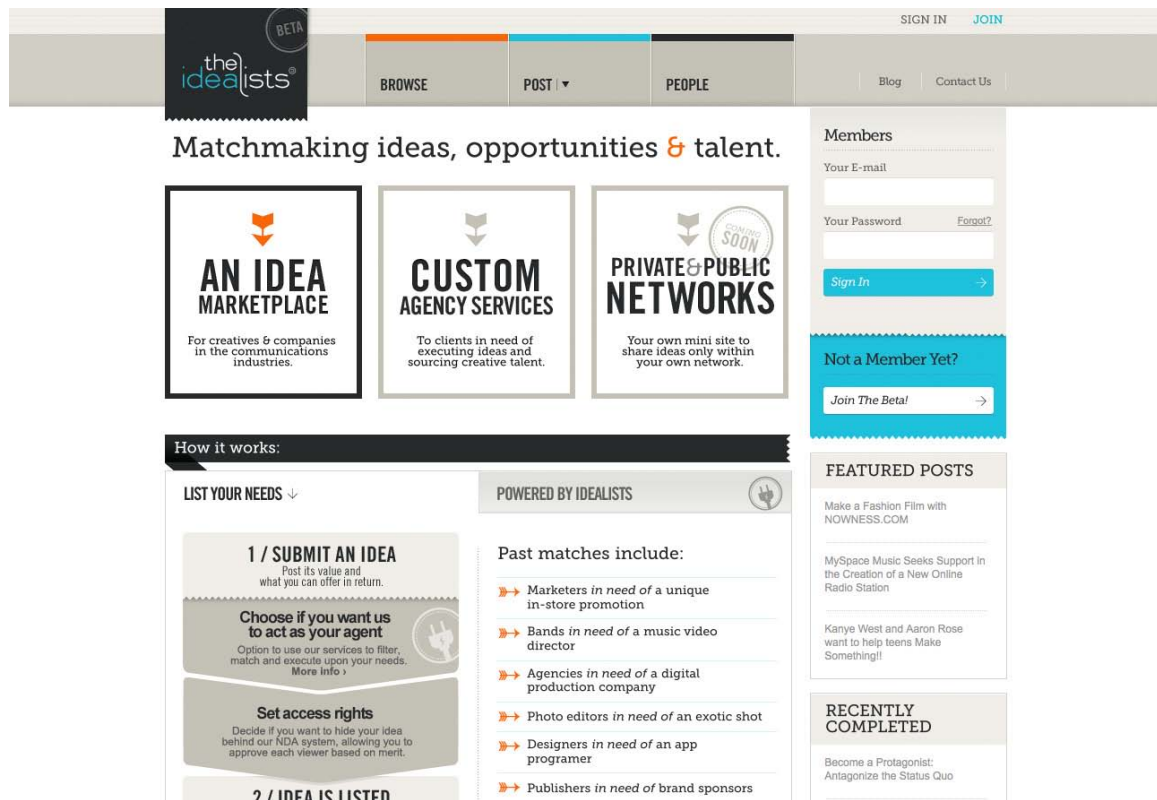 SIGN IN
JOIN
BETA
the
idealists®
BROWSE
POST | ▼
PEOPLE
Blog
Contact Us
Matchmaking ideas, opportunities & talent.
AN IDEA
MARKETPLACE
For creatives & companies
in the communications
industries.
CUSTOM
AGENCY SERVICES
To clients in need of
executing ideas and
sourcing creative talent.
COMING
SOON
PRIVATE&PUBLIC
NETWORKS
Your own mini site to
share ideas only within
your own network.
Members
Your E-mail
Your Password
Forgot?
Sign In →
Not a Member Yet?
Join The Beta! →
How it works:
LIST YOUR NEEDS ↓
POWERED BY IDEALISTS
1 / SUBMIT AN IDEA
Post its value and
what you can offer in return.
Choose if you want us
to act as your agent
Option to use our services to filter,
match and execute upon your needs.
More info ›
Set access rights
Decide if you want to hide your idea
behind our NDA system, allowing you to
approve each viewer based on merit.
2 / IDEA IS LISTED
Past matches include:
Marketers in need of a unique
in-store promotion
Bands in need of a music video
director
Agencies in need of a digital
production company
Photo editors in need of an exotic shot
Designers in need of an app
programer
Publishers in need of brand sponsors
FEATURED POSTS
Make a Fashion Film with
NOWNESS.COM
MySpace Music Seeks Support in
the Creation of a New Online
Radio Station
Kanye West and Aaron Rose
want to help teens Make
Something!!
RECENTLY
COMPLETED
Become a Protagonist:
Antagonize the Status Quo